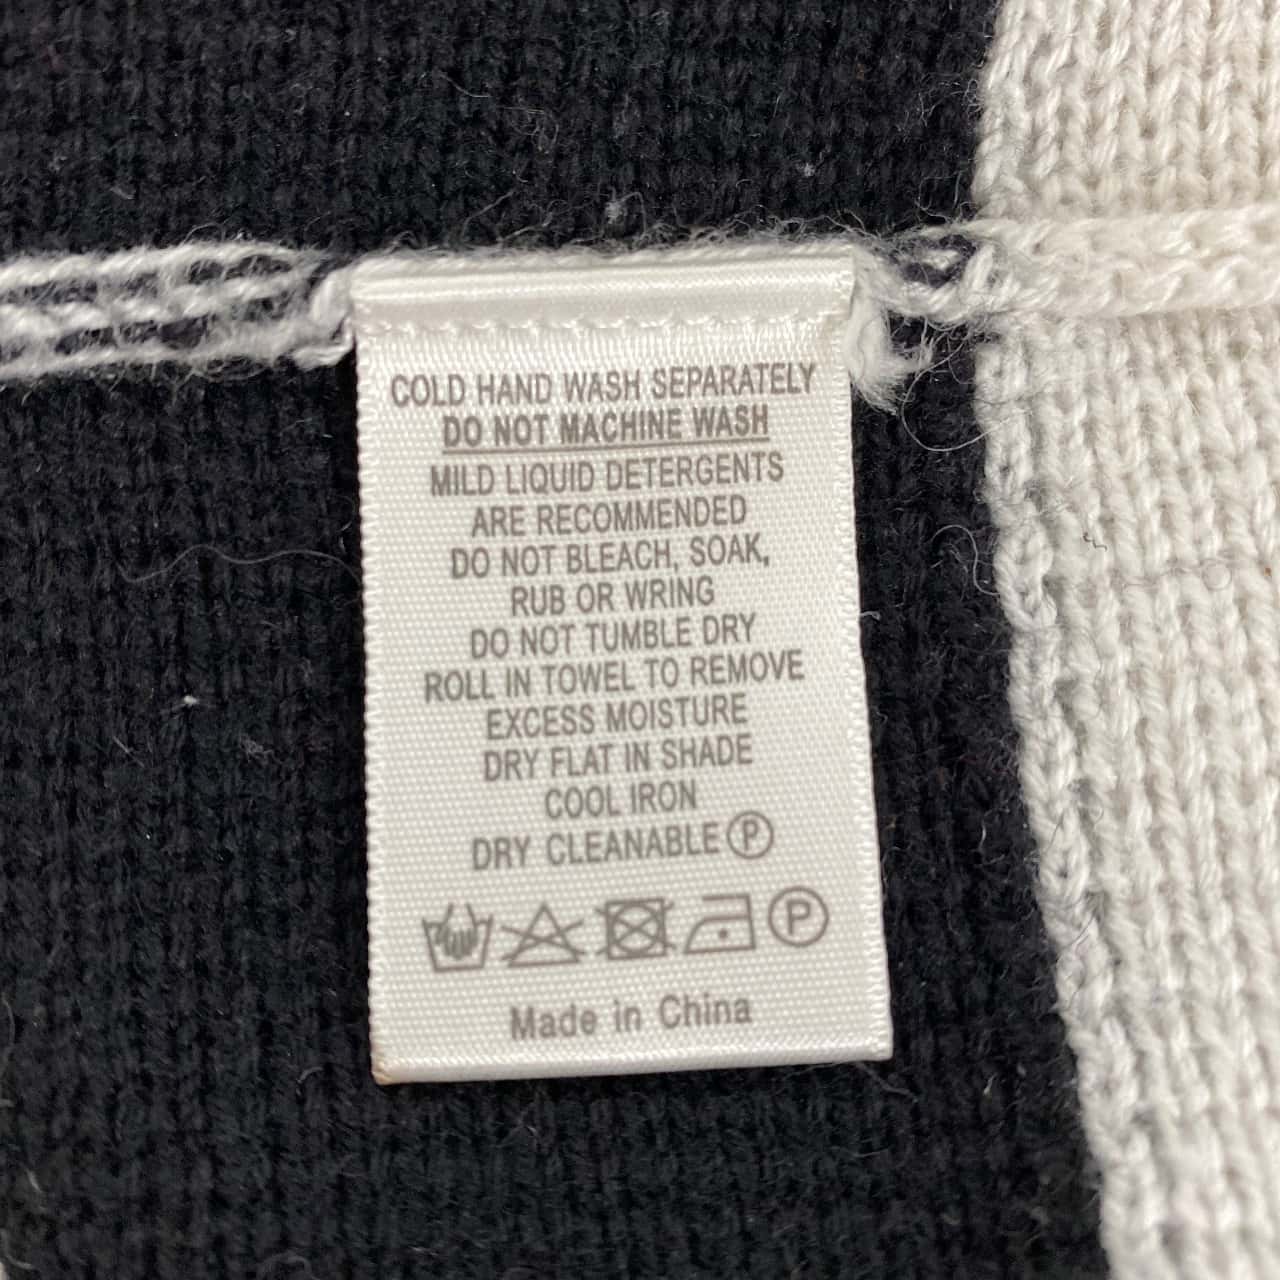 COLD HAND WASH SEPARATELY
DO NOT MACHINE WASH
MILD LIQUID DETERGENTS
ARE RECOMMENDED
DO NOT BLEACH, SOAK,
RUB OR WRING
DO NOT TUMBLE DRY
ROLL IN TOWEL TO REMOVE
EXCESS MOISTURE
DRY FLAT IN SHADE
COOL IRON
DRY CLEANABLE Ⓟ
Ⓟ
Made in China